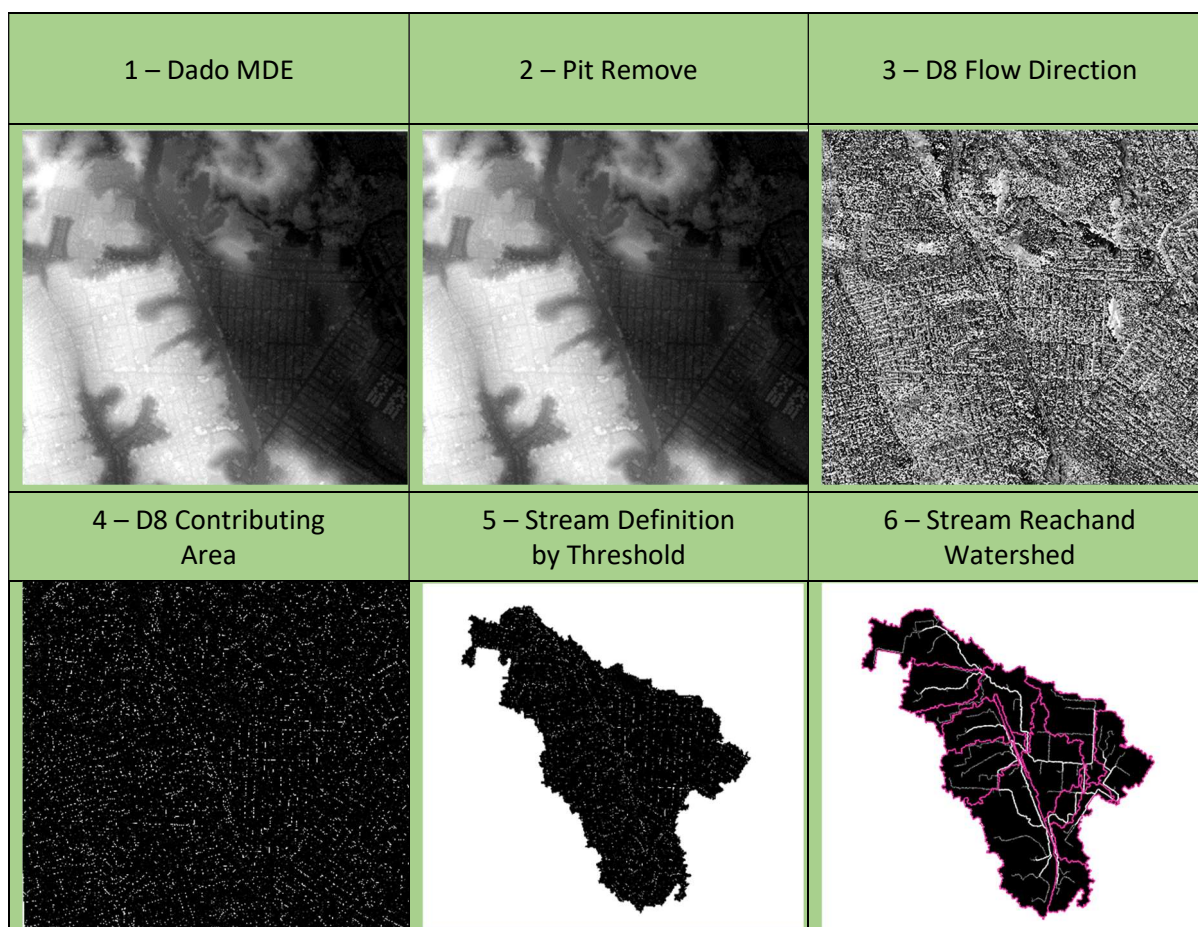 1 – Dado MDE
2 – Pit Remove
3 – D8 Flow Direction
4 – D8 Contributing
Area
5 – Stream Definition
by Threshold
6 – Stream Reachand
Watershed